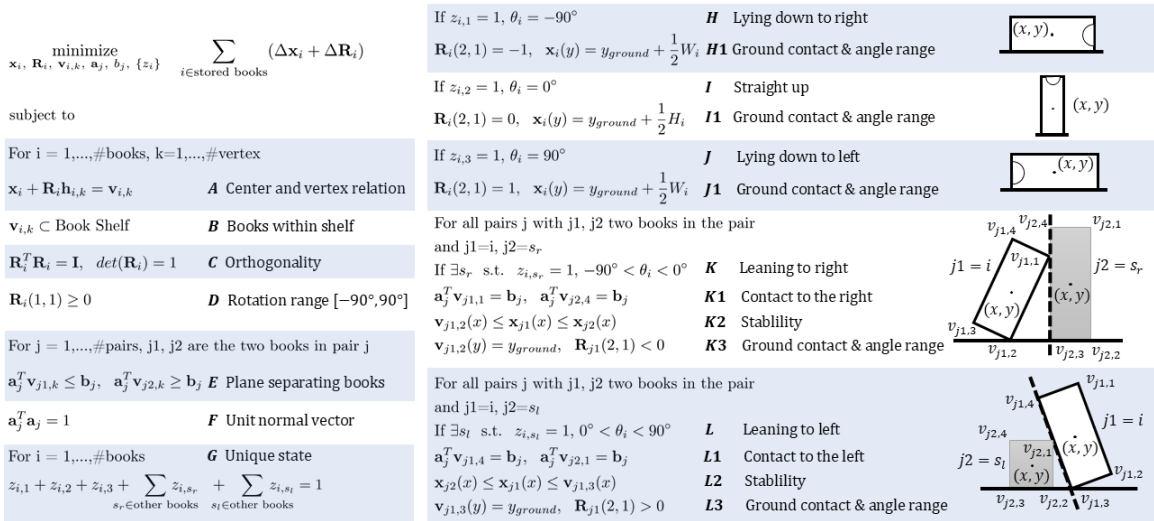 minimize ∑ (Δx_i + ΔR_i)
x_i, R_i, v_{i,k}, a_j, b_j, {z_i} i∈stored books
subject to
For i = 1,...,#books, k=1,...,#vertex
x_i + R_i h_{i,k} = v_{i,k} A Center and vertex relation
v_{i,k} ⊂ Book Shelf B Books within shelf
R_i^T R_i = I, det(R_i) = 1 C Orthogonality
R_i(1,1) ≥ 0 D Rotation range [−90°,90°]
For j = 1,...,#pairs, j1, j2 are the two books in pair j
a_j^T v_{j1,k} ≤ b_j, a_j^T v_{j2,k} ≥ b_j E Plane separating books
a_j^T a_j = 1 F Unit normal vector
For i = 1,...,#books G Unique state
z_{i,1} + z_{i,2} + z_{i,3} + ∑ z_{i,s_r} + ∑ z_{i,s_l} = 1
s_r∈other books s_l∈other books
If z_{i,1} = 1, θ_i = −90° H Lying down to right
R_i(2,1) = −1, x_i(y) = y_{ground} + 1/2 W_i H1 Ground contact & angle range
(x,y)
If z_{i,2} = 1, θ_i = 0° I Straight up
R_i(2,1) = 0, x_i(y) = y_{ground} + 1/2 H_i I1 Ground contact & angle range
(x,y)
If z_{i,3} = 1, θ_i = 90° J Lying down to left
R_i(2,1) = 1, x_i(y) = y_{ground} + 1/2 W_i J1 Ground contact & angle range
(x,y)
For all pairs j with j1, j2 two books in the pair
and j1=i, j2=s_r
If ∃s_r s.t. z_{i,s_r} = 1, −90° < θ_i < 0° K Leaning to right
a_j^T v_{j1,1} = b_j, a_j^T v_{j2,4} = b_j K1 Contact to the right
v_{j1,2}(x) ≤ x_{j1}(x) ≤ x_{j2}(x) K2 Stablility
v_{j1,2}(y) = y_{ground}, R_{j1}(2,1) < 0 K3 Ground contact & angle range
v_{j1,4} v_{j2,4} v_{j2,1}
j1 = i v_{j1,1} j2 = s_r
(x,y) (x,y)
v_{j1,3}
v_{j1,2} v_{j2,3} v_{j2,2}
For all pairs j with j1, j2 two books in the pair
and j1=i, j2=s_l
If ∃s_l s.t. z_{i,s_l} = 1, 0° < θ_i < 90° L Leaning to left
a_j^T v_{j1,4} = b_j, a_j^T v_{j2,1} = b_j L1 Contact to the left
x_{j2}(x) ≤ x_{j1}(x) ≤ v_{j1,3}(x) L2 Stablility
v_{j1,3}(y) = y_{ground}, R_{j1}(2,1) > 0 L3 Ground contact & angle range
v_{j1,1}
v_{j1,4}
j1 = i
v_{j2,4}
v_{j2,1} (x,y)
j2 = s_l (x,y) v_{j1,2}
v_{j2,3} v_{j2,2} v_{j1,3}